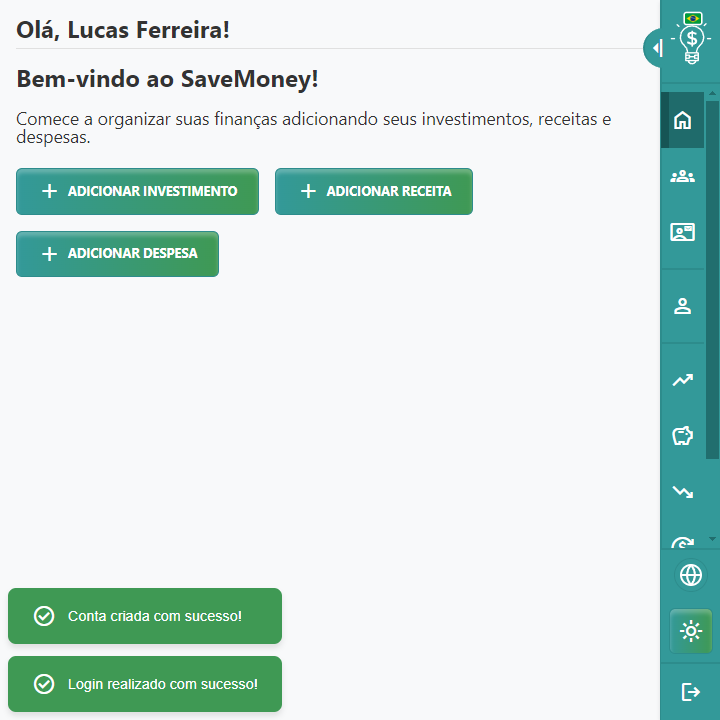 Olá, Lucas Ferreira!
Bem-vindo ao SaveMoney!
Comece a organizar suas finanças adicionando seus investimentos, receitas e
despesas.
ADICIONAR INVESTIMENTO
ADICIONAR RECEITA
ADICIONAR DESPESA
Conta criada com sucesso!
Login realizado com sucesso!